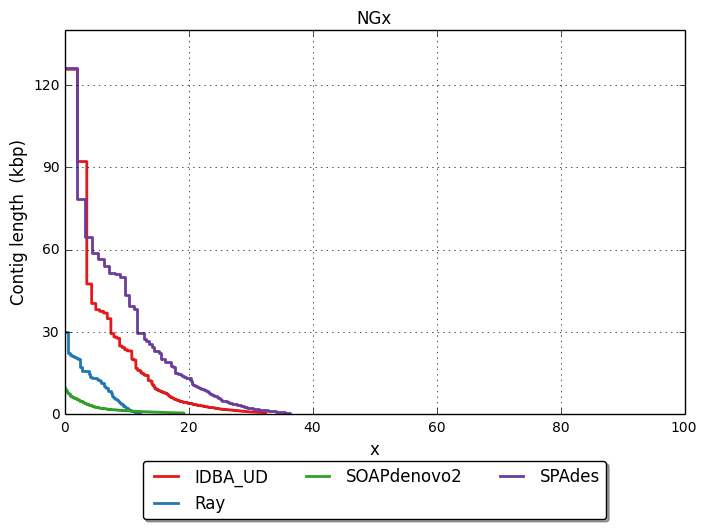 NGx
120
90
60
30
0
Contig length (kbp)
0 20 40 60 80 100
x
IDBA_UD SOAPdenovo2 SPAdes
Ray